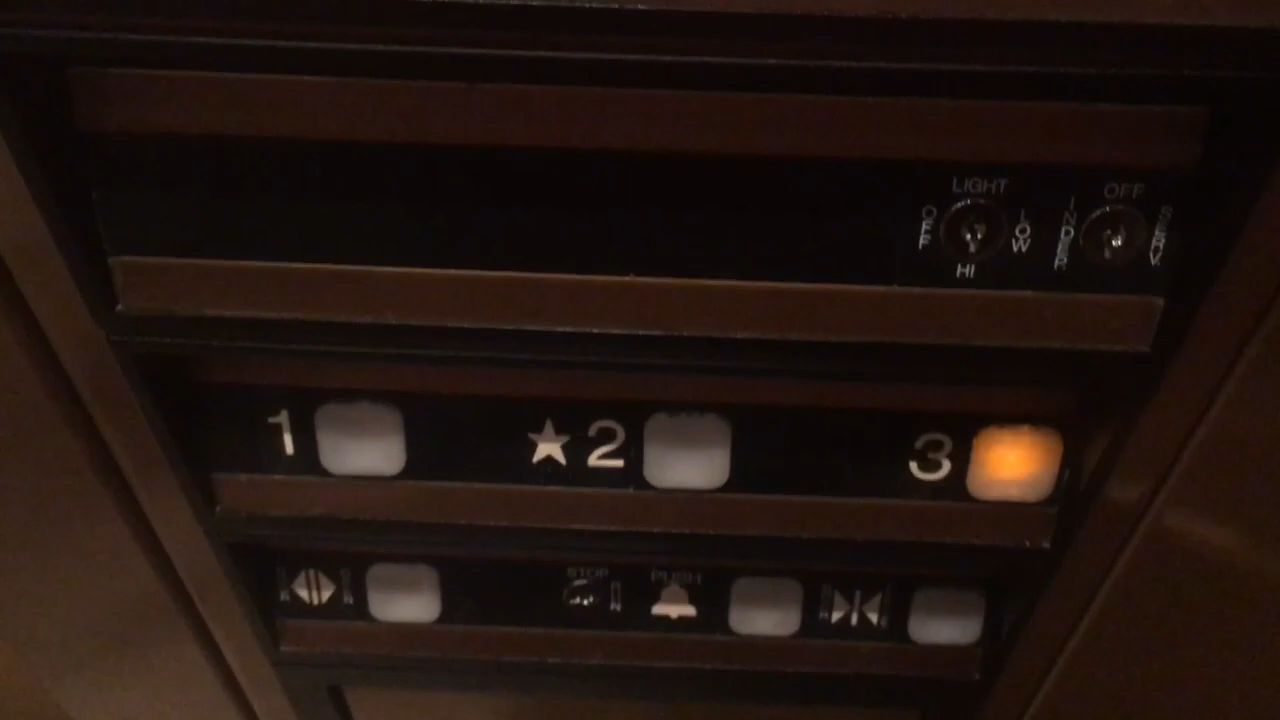 LIGHT OFF
OFF LOW INDEP SERV
HI
1 ★2 3
STOP PUSH